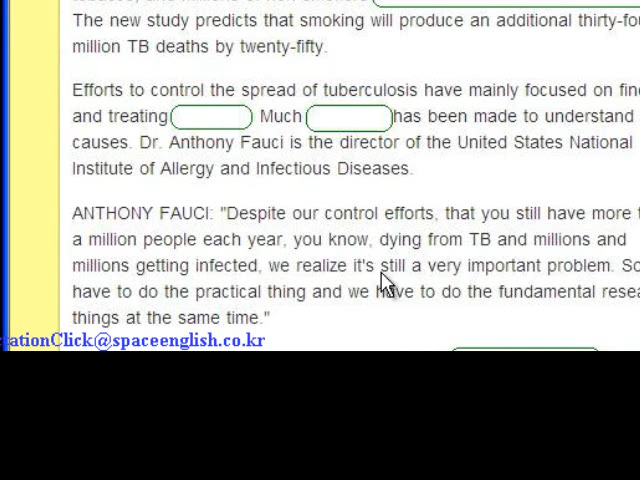 The new study predicts that smoking will produce an additional
million TB deaths by twenty-fifty.
Efforts to control the spread of tuberculosis have mainly focused on
and treating Much has been made to understand
causes. Dr. Anthony Fauci is the director of the United States National
Institute of Allergy and Infectious Diseases.
ANTHONY FAUCI: "Despite our control efforts, that you still have more
a million people each year, you know, dying from TB and millions and
millions getting infected, we realize it's still a very important problem. So
have to do the practical thing and we have to do the fundamental
things at the same time."
ationClick@spaceenglish.co.kr